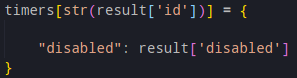 timers[str(result['id'])] = {
"disabled": result['disabled']
}